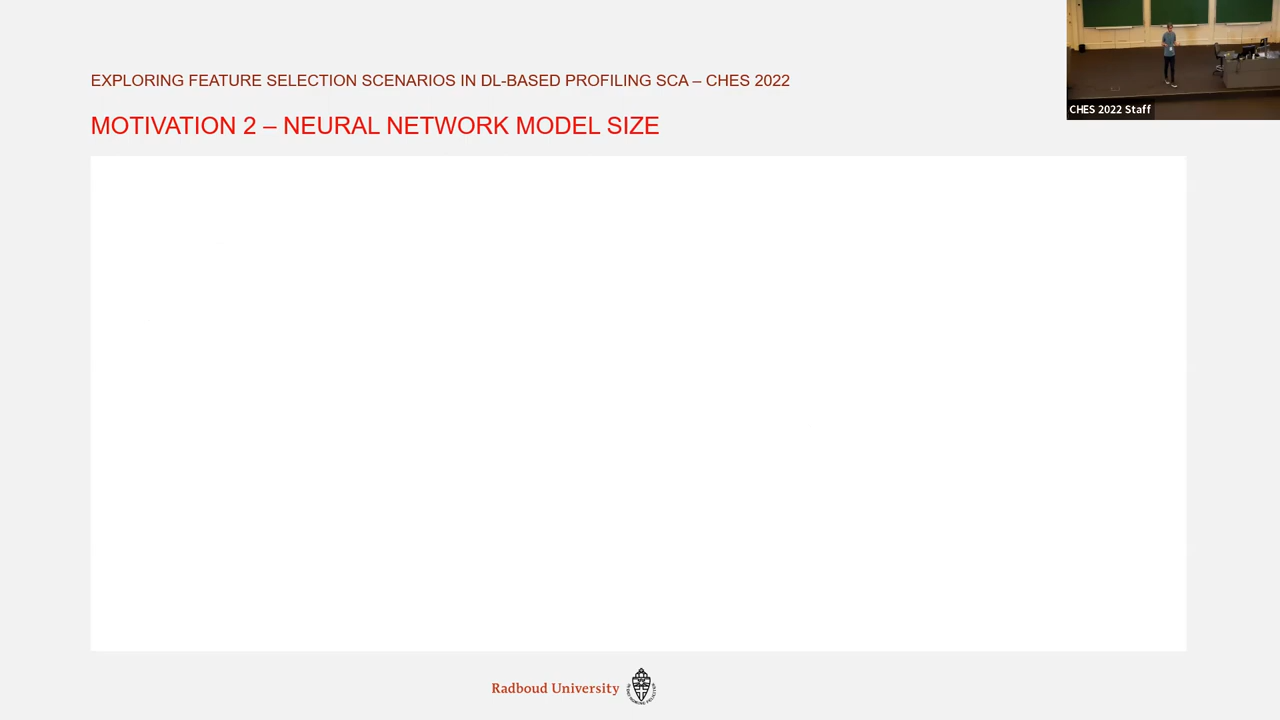 EXPLORING FEATURE SELECTION SCENARIOS IN DL-BASED PROFILING SCA – CHES 2022
CHES 2022 Staff
MOTIVATION 2 – NEURAL NETWORK MODEL SIZE
Radboud University